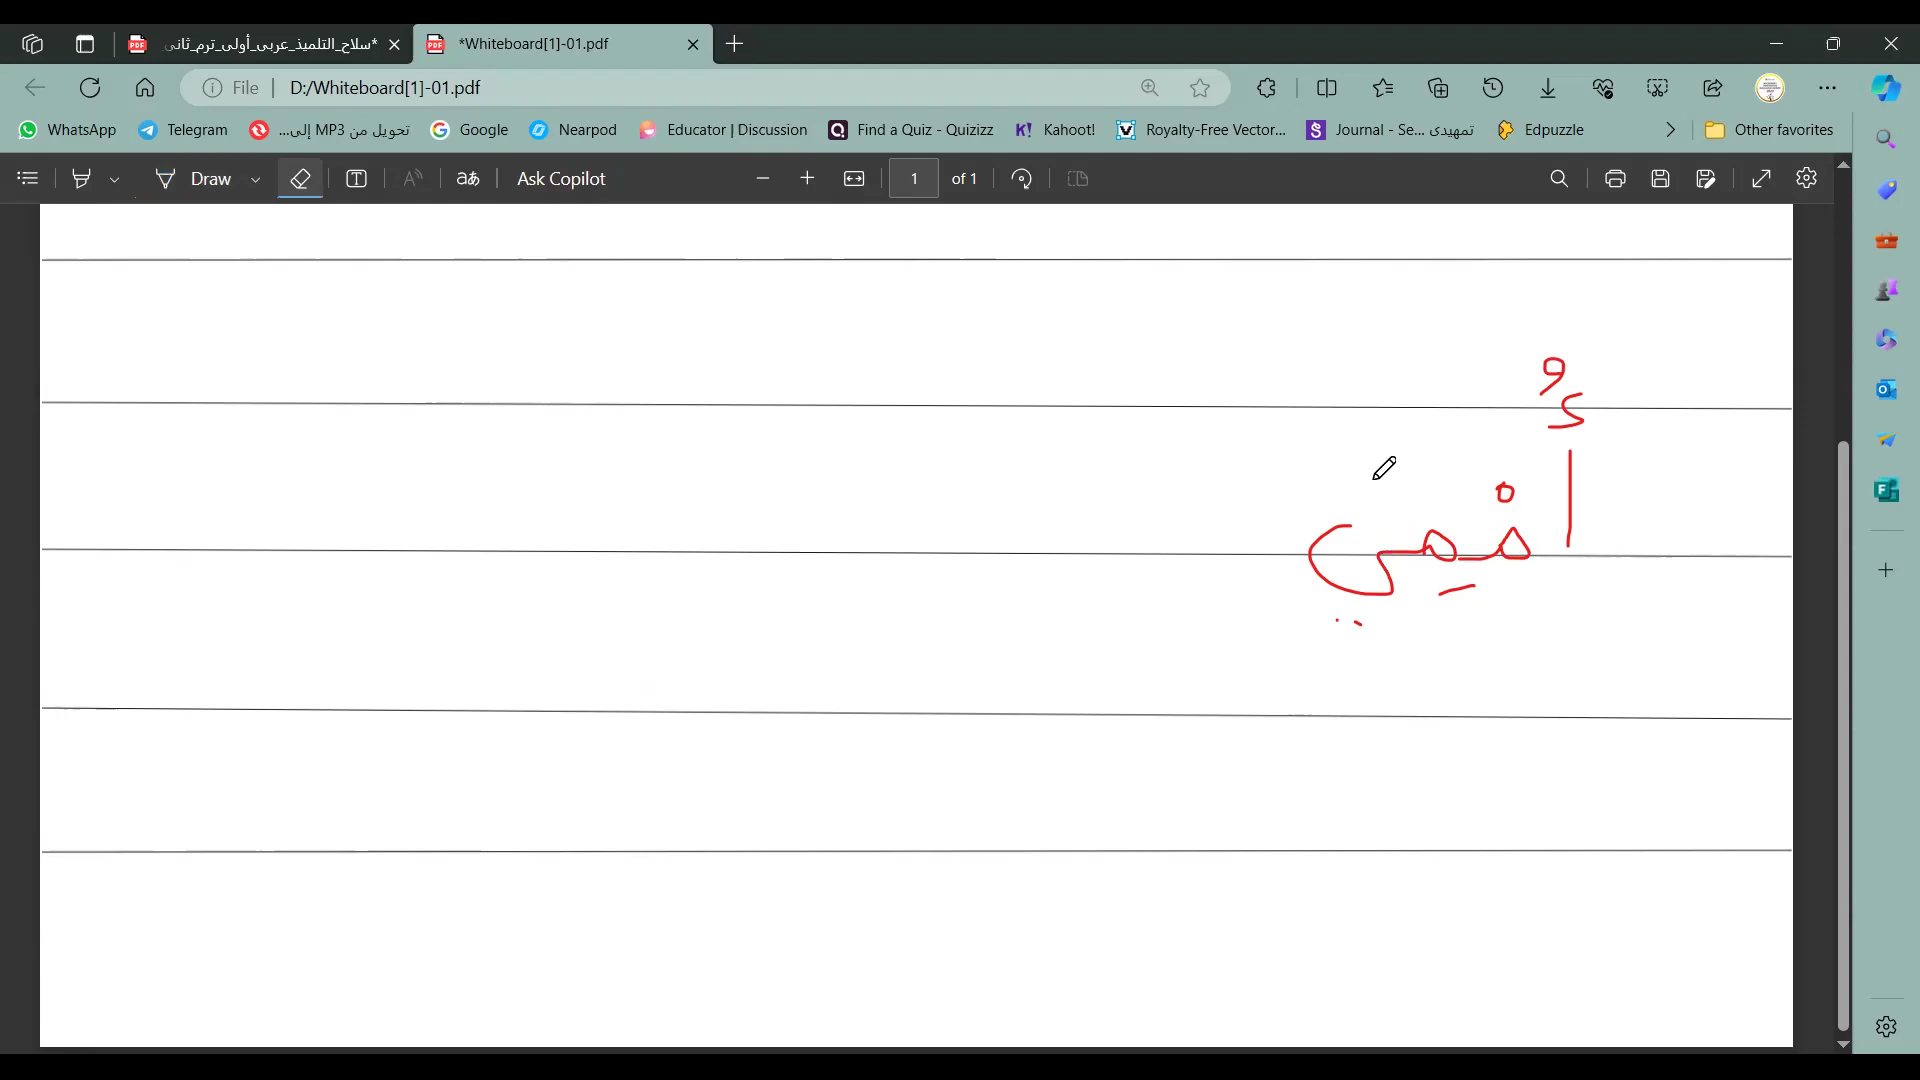 *سلاح_التلميذ_عربى_أولى_ترم_ثانى
*Whiteboard[1]-01.pdf
File D:/Whiteboard[1]-01.pdf
WhatsApp Telegram تحويل من MP3 إلى... Google Nearpod Educator | Discussion Find a Quiz - Quizizz Kahoot! Royalty-Free Vector... Journal - Se... تمهيدى Edpuzzle Other favorites
Draw Ask Copilot 1 of 1
أُمْمِي